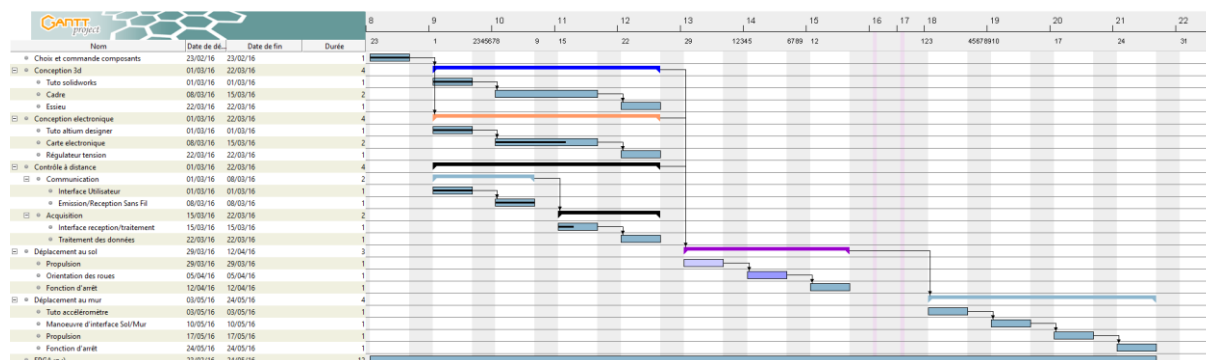 GANTT
project
8 9 10 11 12 13 14 15 16 17 18 19 20 21 22
Nom Date de dé... Date de fin Durée 23 1 2345678 9 15 22 29 12345 6789 12 123 45678910 17 24 31
Choix et commande composants 23/02/16 23/02/16 1
Conception 3d 01/03/16 22/03/16 4
Tuto solidworks 01/03/16 01/03/16 1
Cadre 08/03/16 15/03/16 2
Essieu 22/03/16 22/03/16 1
Conception electronique 01/03/16 22/03/16 4
Tuto altium designer 01/03/16 01/03/16 1
Carte electronique 08/03/16 15/03/16 2
Régulateur tension 22/03/16 22/03/16 1
Contrôle à distance 01/03/16 22/03/16 4
Communication 01/03/16 08/03/16 2
Interface Utilisateur 01/03/16 01/03/16 1
Emission/Reception Sans Fil 08/03/16 08/03/16 1
Acquisition 15/03/16 22/03/16 2
Interface reception/traitement 15/03/16 15/03/16 1
Traitement des données 22/03/16 22/03/16 1
Déplacement au sol 29/03/16 12/04/16 3
Propulsion 29/03/16 29/03/16 1
Orientation des roues 05/04/16 05/04/16 1
Fonction d'arrêt 12/04/16 12/04/16 1
Déplacement au mur 03/05/16 24/05/16 4
Tuto accéléromètre 03/05/16 03/05/16 1
Manoeuvre d'interface Sol/Mur 10/05/16 10/05/16 1
Propulsion 17/05/16 17/05/16 1
Fonction d'arrêt 24/05/16 24/05/16 1